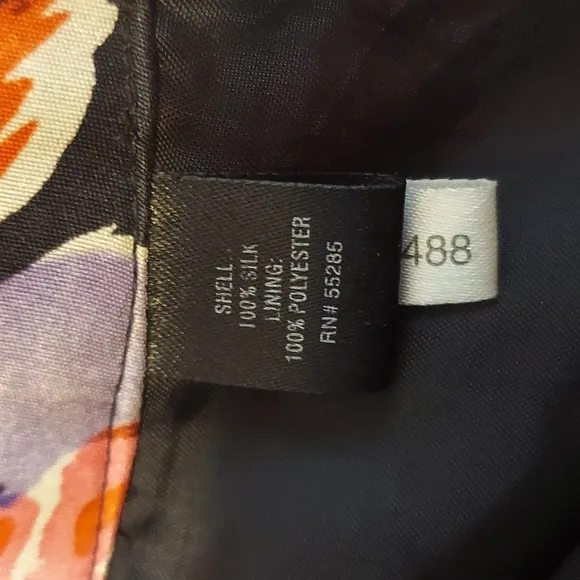 SHELL:
100% SILK
LINING:
100% POLYESTER
RN# 55285
488